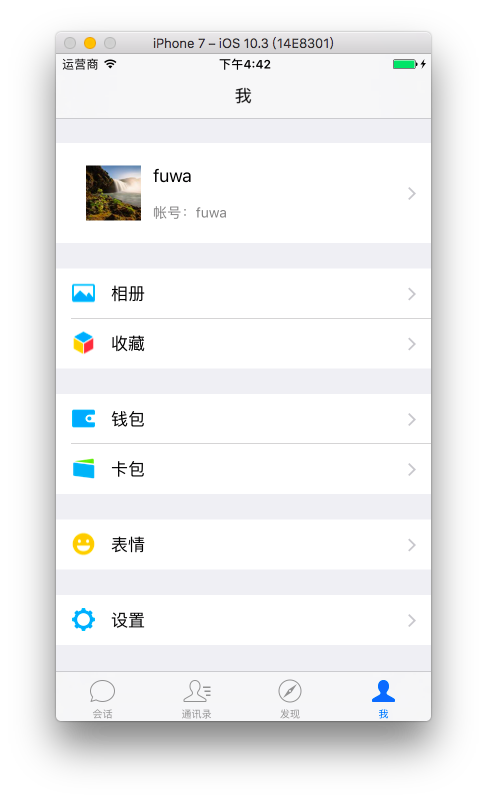 iPhone 7 – iOS 10.3 (14E8301)
运营商 下午4:42
我
fuwa
帐号：fuwa
相册
收藏
钱包
卡包
表情
设置
会话 通讯录 发现 我